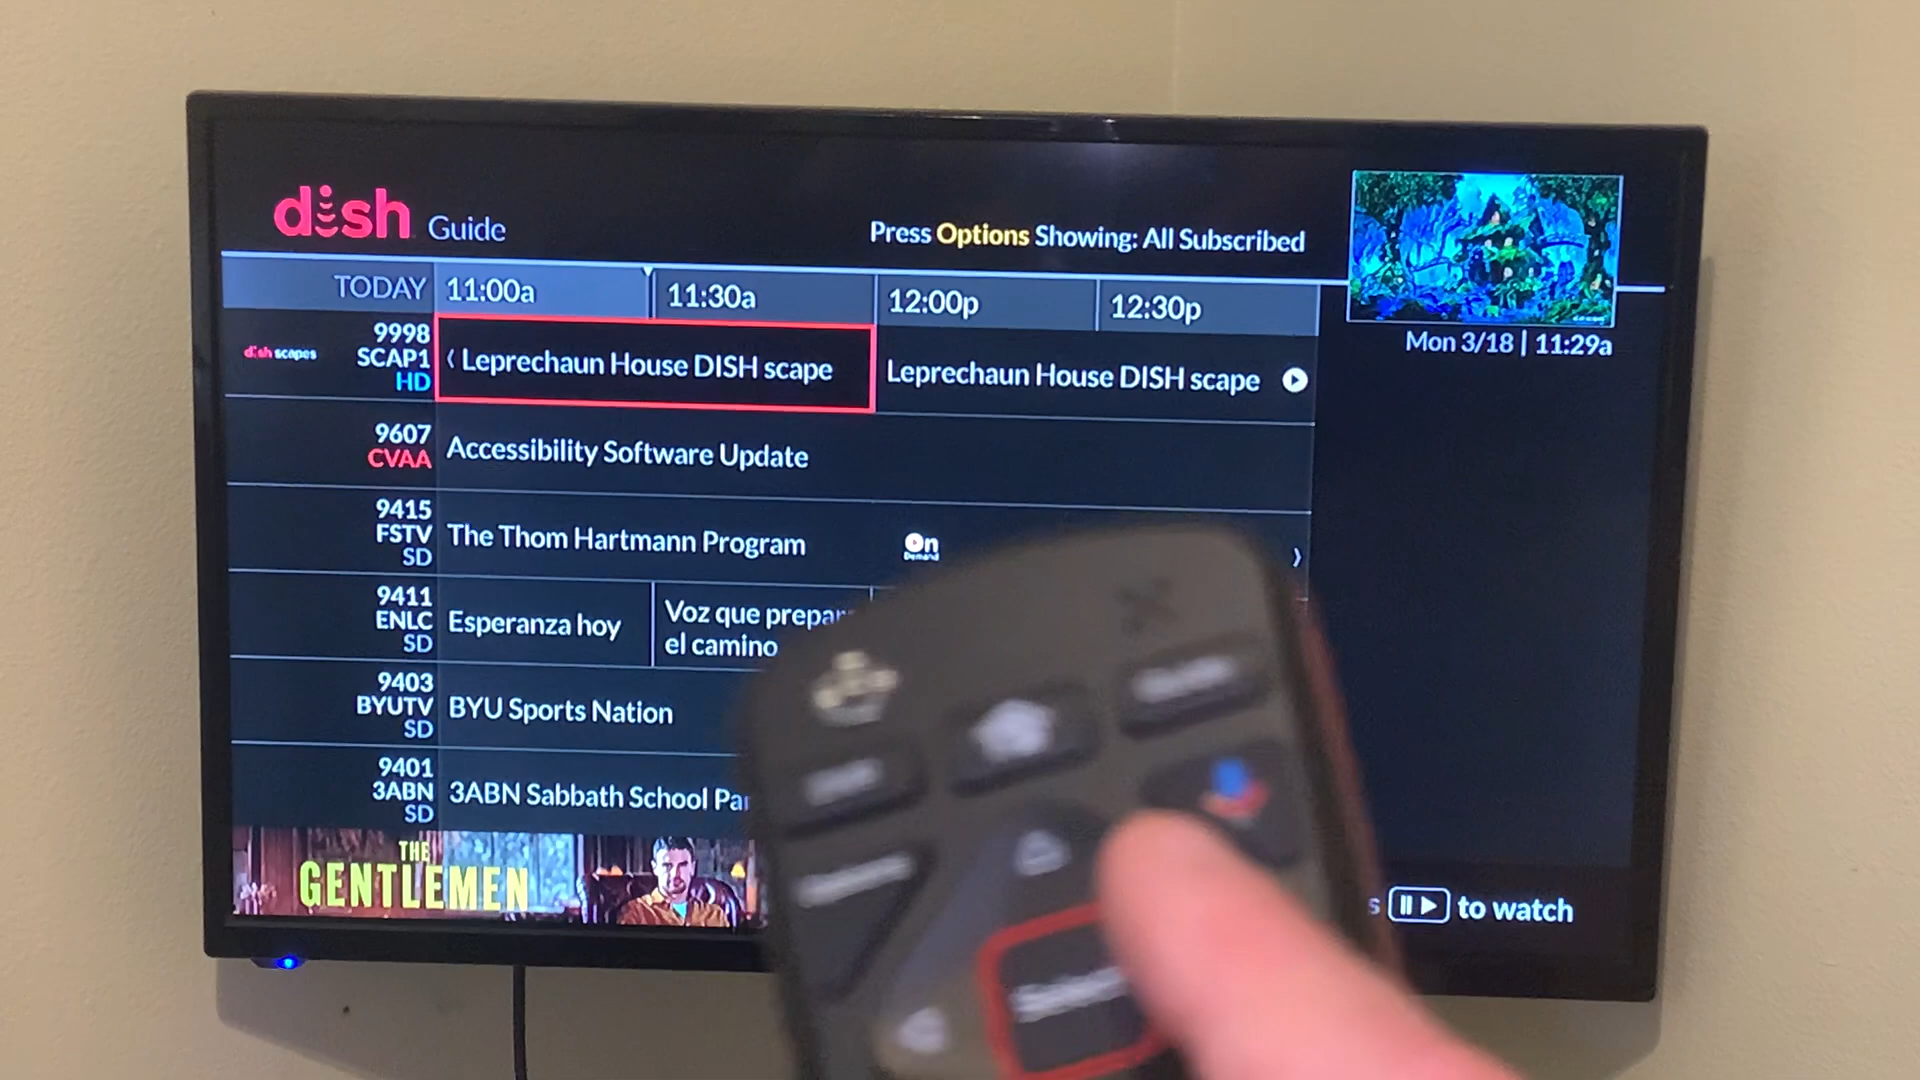 dish Guide
Press Options Showing: All Subscribed
TODAY 11:00a 11:30a 12:00p 12:30p
Mon 3/18 | 11:29a
dish scapes
9998
SCAP1
HD
‹ Leprechaun House DISH scape
Leprechaun House DISH scape
9607
CVAA
Accessibility Software Update
9415
FSTV
SD
The Thom Hartmann Program
On
Demand
9411
ENLC
SD
Esperanza hoy
Voz que prepar
el camino
9403
BYUTV
SD
BYU Sports Nation
9401
3ABN
SD
3ABN Sabbath School Pa
THE
GENTLEMEN
s to watch
Select